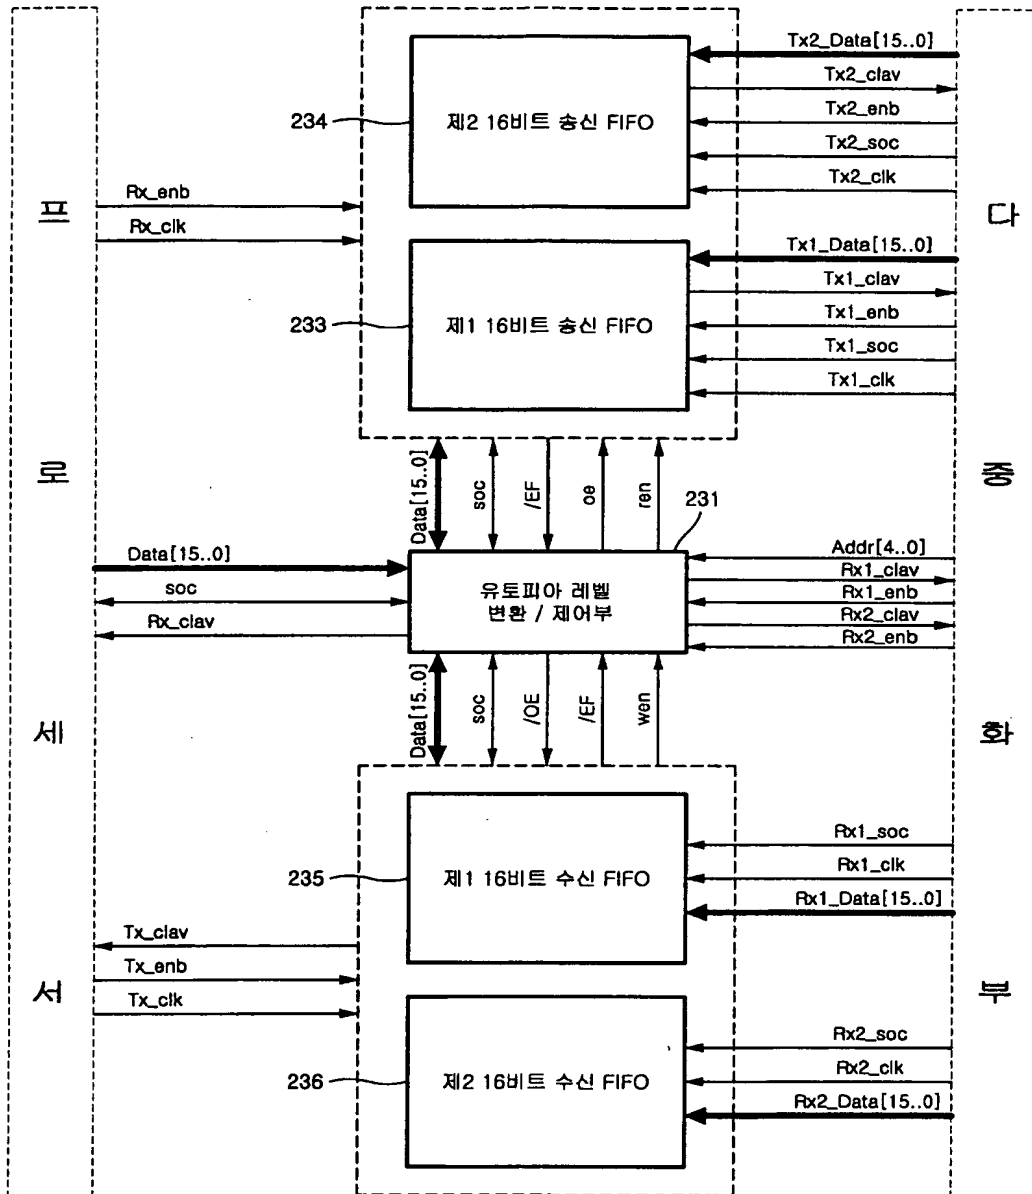 Tx2_Data[15..0]
Tx2_clav
234
제2 16비트 송신 FIFO
Tx2_enb
Tx2_soc
Tx2_clk
프
Rx_enb
Rx_clk
다
Tx1_Data[15..0]
Tx1_clav
233
제1 16비트 송신 FIFO
Tx1_enb
Tx1_soc
Tx1_clk
로
중
Data[15..0]
soc
/EF
oe
ren
231
Data[15..0]
soc
Rx_clav
유토피아 레벨
변환 / 제어부
Addr[4..0]
Rx1_clav
Rx1_enb
Rx2_clav
Rx2_enb
Data[15..0]
soc
/OE
/EF
wen
세
화
235
제1 16비트 수신 FIFO
Rx1_soc
Rx1_clk
Rx1_Data[15..0]
Tx_clav
Tx_enb
Tx_clk
서
부
236
제2 16비트 수신 FIFO
Rx2_soc
Rx2_clk
Rx2_Data[15..0]